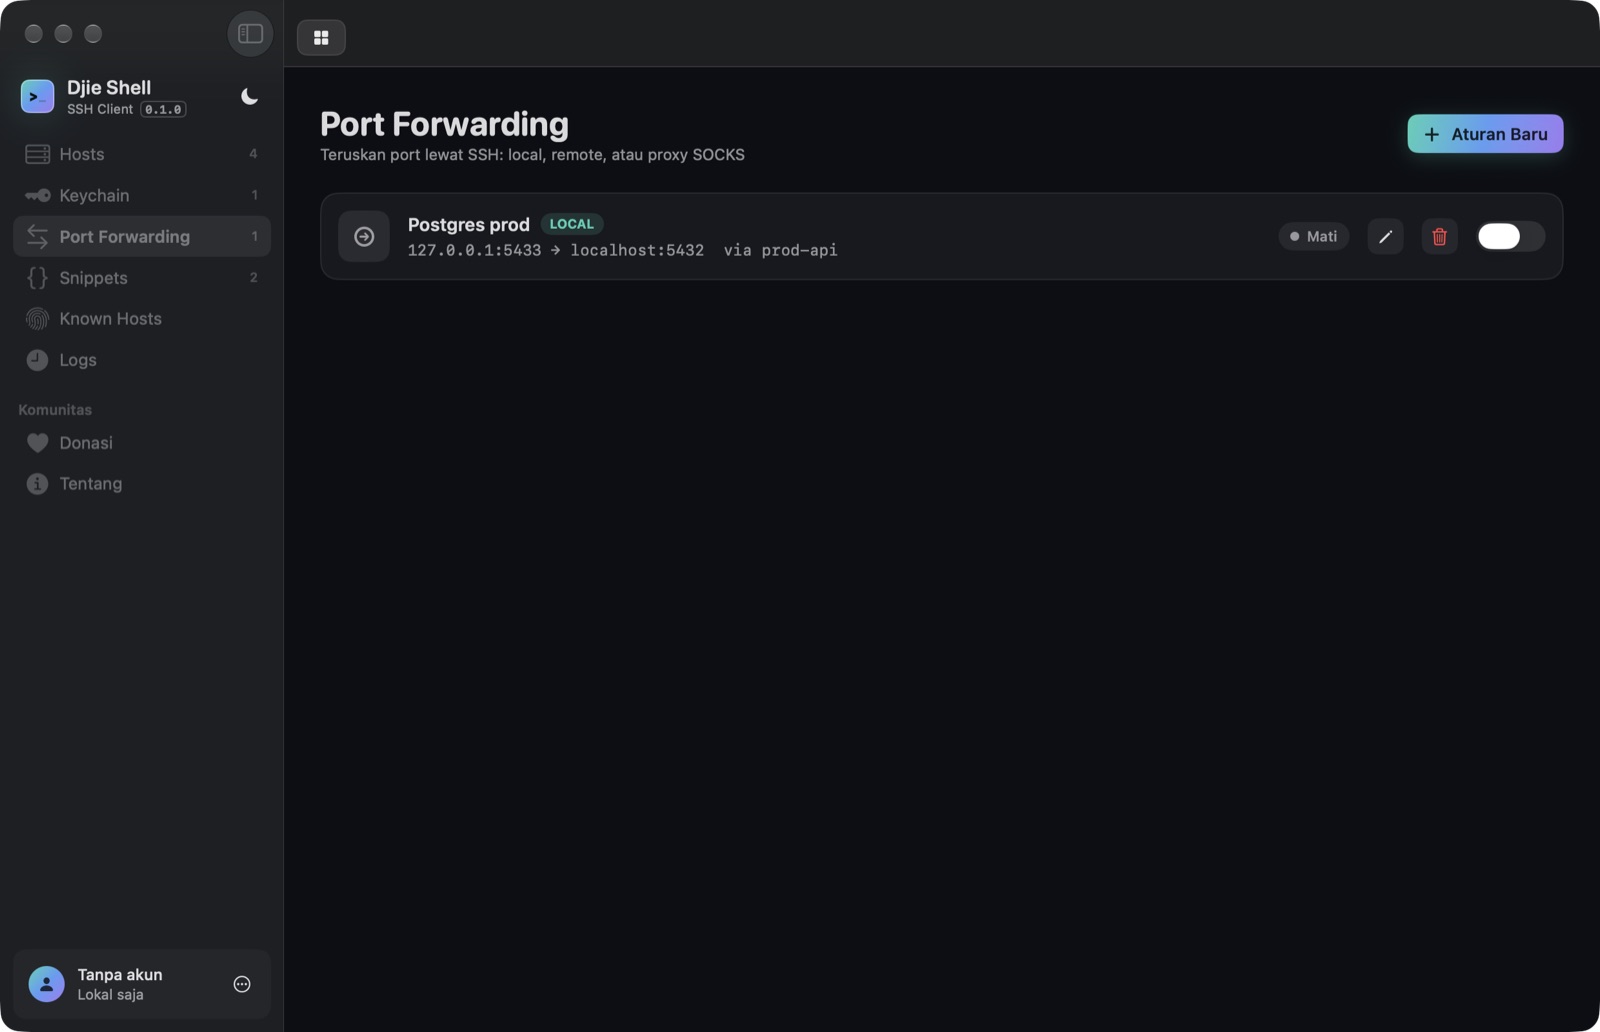 Djie Shell
SSH Client 0.1.0
Hosts 4
Keychain 1
Port Forwarding 1
Snippets 2
Known Hosts
Logs
Komunitas
Donasi
Tentang
Tanpa akun
Lokal saja
Port Forwarding
Teruskan port lewat SSH: local, remote, atau proxy SOCKS
+ Aturan Baru
Postgres prod LOCAL
127.0.0.1:5433 → localhost:5432 via prod-api
Mati